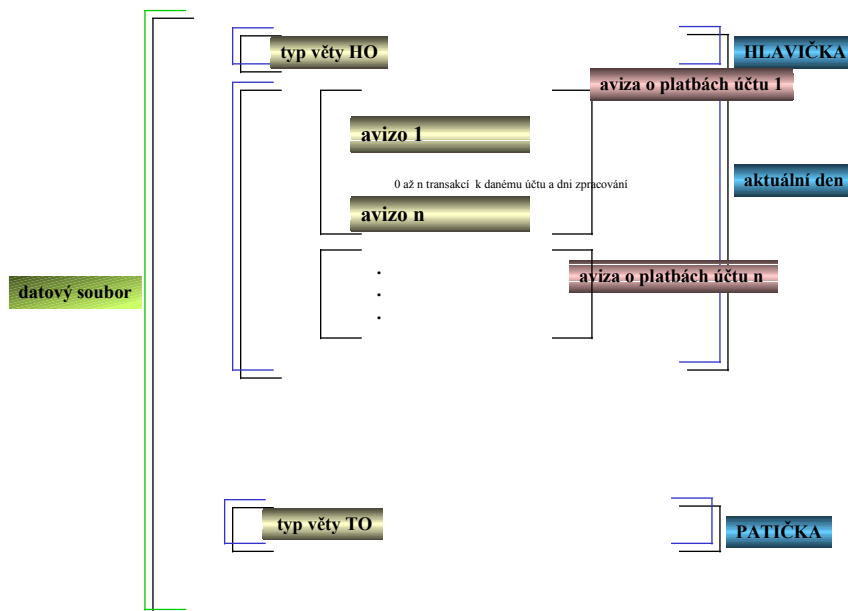 typ věty HO
HLAVIČKA
aviza o platbách účtu 1
avizo 1
0 až n transakcí k danému účtu a dni zpracování
aktuální den
avizo n
aviza o platbách účtu n
datový soubor
.
.
.
typ věty TO
PATIČKA